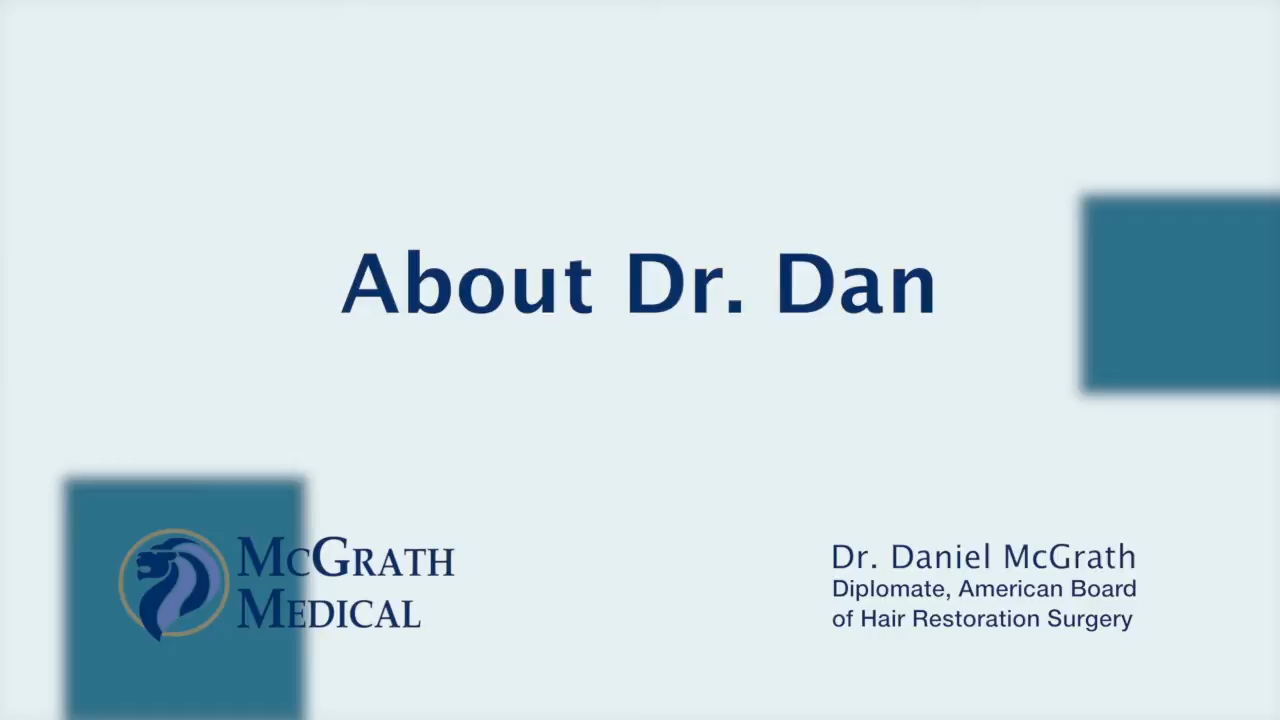 About Dr. Dan
McGrath
Medical
Dr. Daniel McGrath
Diplomate, American Board
of Hair Restoration Surgery